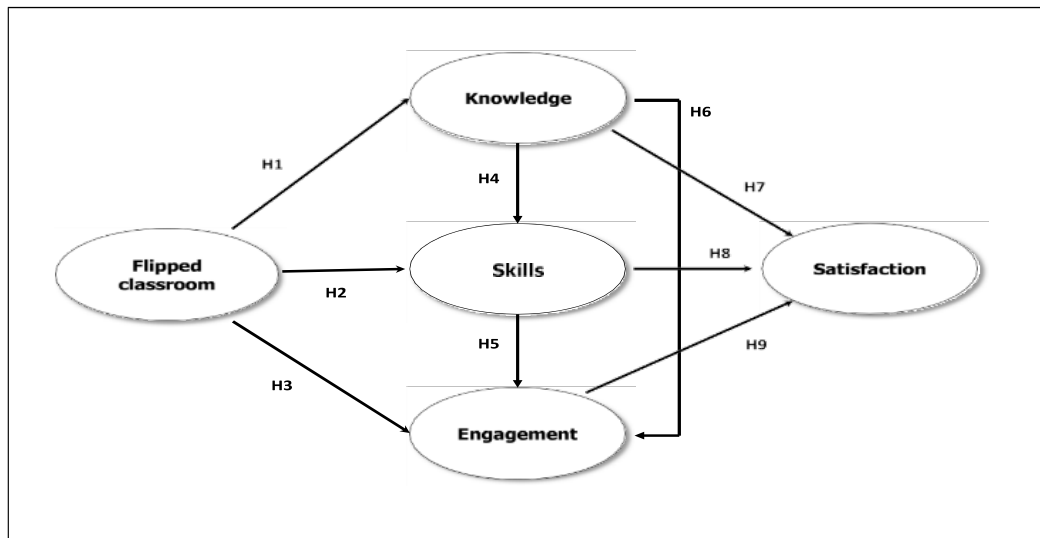 Knowledge
H6
H1
H4
H7
Flipped
classroom
Skills
H8
Satisfaction
H2
H5
H9
H3
Engagement